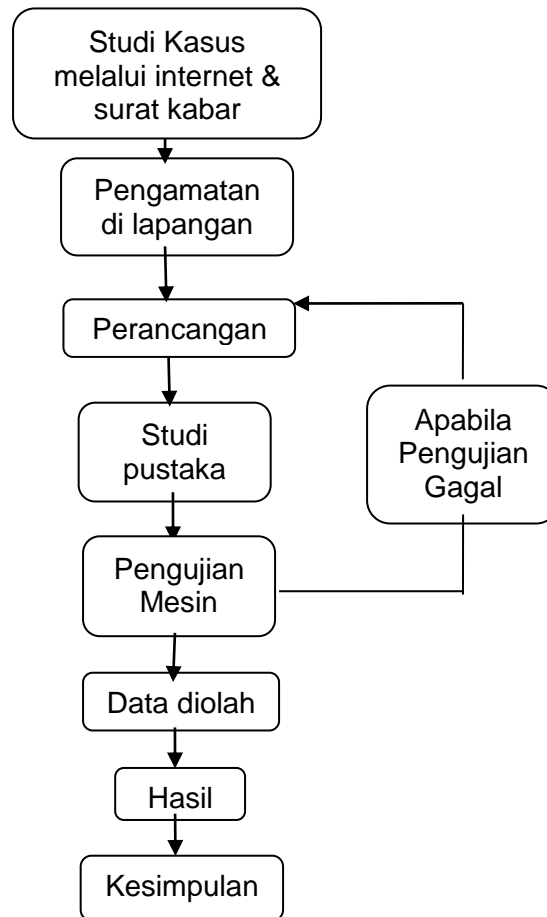 Studi Kasus
melalui internet &
surat kabar
Pengamatan
di lapangan
Perancangan
Studi
pustaka
Apabila
Pengujian
Gagal
Pengujian
Mesin
Data diolah
Hasil
Kesimpulan